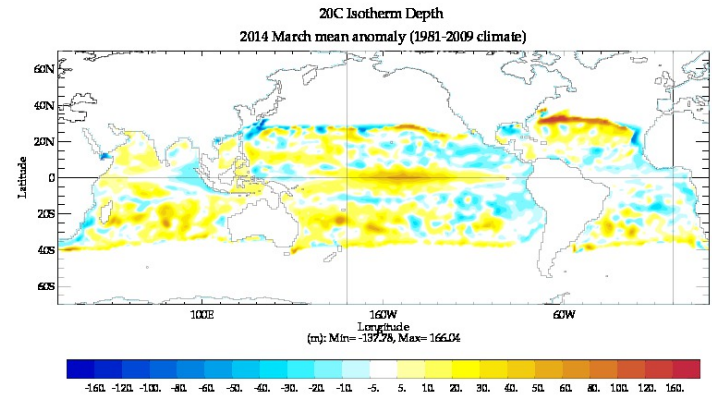 20C Isotherm Depth
2014 March mean anomaly (1981-2009 climate)
60N
40N
20N
0
20S
40S
60S
Latitude
100E 160W 60W
Longitude
(m): Min= -137.78, Max= 166.04
-160. -120. -100. -80. -60. -50. -40. -30. -20. -10. -5. 5. 10. 20. 30. 40. 50. 60. 80. 100. 120. 160.